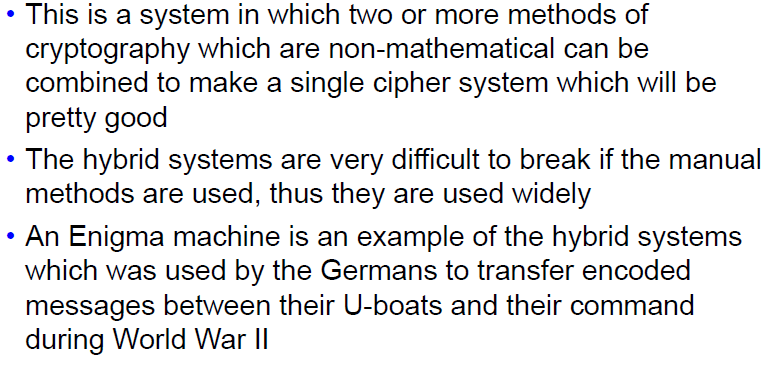 • This is a system in which two or more methods of
cryptography which are non-mathematical can be
combined to make a single cipher system which will be
pretty good
• The hybrid systems are very difficult to break if the manual
methods are used, thus they are used widely
• An Enigma machine is an example of the hybrid systems
which was used by the Germans to transfer encoded
messages between their U-boats and their command
during World War II